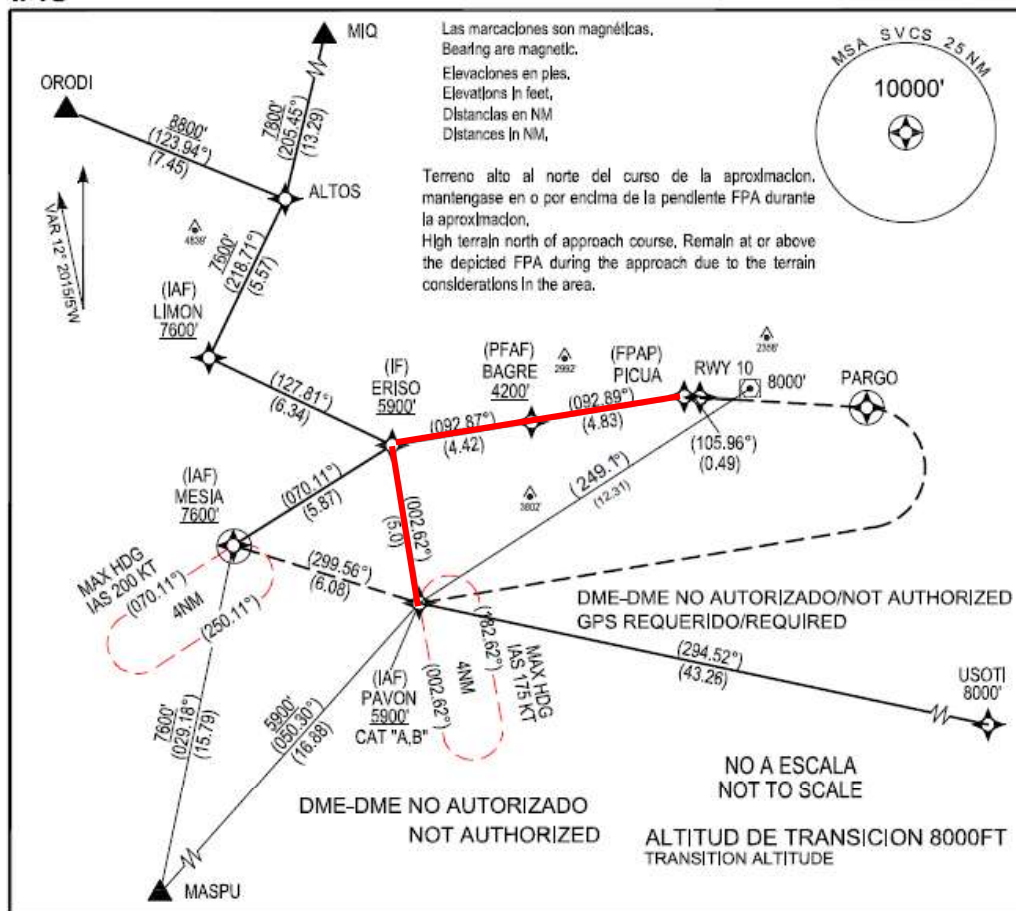 MIQ
Las marcaciones son magnéticas,
Bearing are magnetic.
Elevaciones en pies,
Elevations in feet,
Distancias en NM
Distances in NM,
MSA SVCS 25 NM
10000'
ORODI
8800'
(123.94°)
(7.45)
7800'
(205.45°)
(13.29)
ALTOS
Terreno alto al norte del curso de la aproximacion.
mantengase en o por encima de la pendiente FPA durante
la aproximacion,
High terrain north of approach course, Remain at or above
the depicted FPA during the approach due to the terrain
considerations in the area.
VAR 12° 2015/5'W
4839'
7600'
(218.71°)
(5.57)
(IAF)
LIMON
7600'
(127.81°)
(6.34)
(IF)
ERISO
5900'
(PFAF)
BAGRE
4200'
2992'
(FPAP)
PICUA
RWY 10
2358'
8000'
PARGO
(092.87°)
(4.42)
(092.89°)
(4.83)
(105.96°)
(0.49)
(IAF)
MESIA
7600'
(070.11°)
(5.87)
(002.62°)
(5.0)
3802'
(249.1°)
(12.31)
MAX HDG
IAS 200 KT
(070.11°)
4NM
(250.11°)
(299.56°)
(6.08)
DME-DME NO AUTORIZADO/NOT AUTHORIZED
GPS REQUERIDO/REQUIRED
(182.62°)
MAX HDG
IAS 175 KT
4NM
(002.62°)
(294.52°)
(43.26)
USOTI
8000'
(IAF)
PAVON
5900'
CAT "A,B"
7600'
(029.18°)
(15.79)
5900'
(050.30°)
(16.88)
NO A ESCALA
NOT TO SCALE
DME-DME NO AUTORIZADO
NOT AUTHORIZED
ALTITUD DE TRANSICION 8000FT
TRANSITION ALTITUDE
MASPU